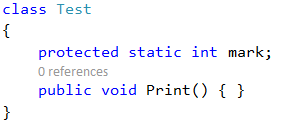 class Test
{
    protected static int mark;
    0 references
    public void Print() { }
}